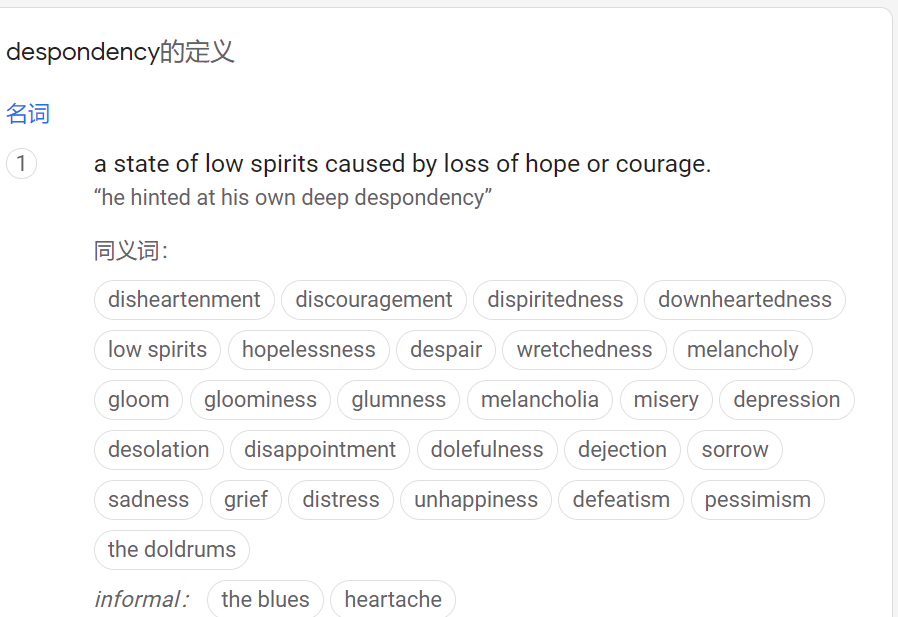 despondency的定义
名词
1 a state of low spirits caused by loss of hope or courage.
“he hinted at his own deep despondency”
同义词：
disheartenment discouragement dispiritedness downheartedness
low spirits hopelessness despair wretchedness melancholy
gloom gloominess glumness melancholia misery depression
desolation disappointment dolefulness dejection sorrow
sadness grief distress unhappiness defeatism pessimism
the doldrums
informal： the blues heartache